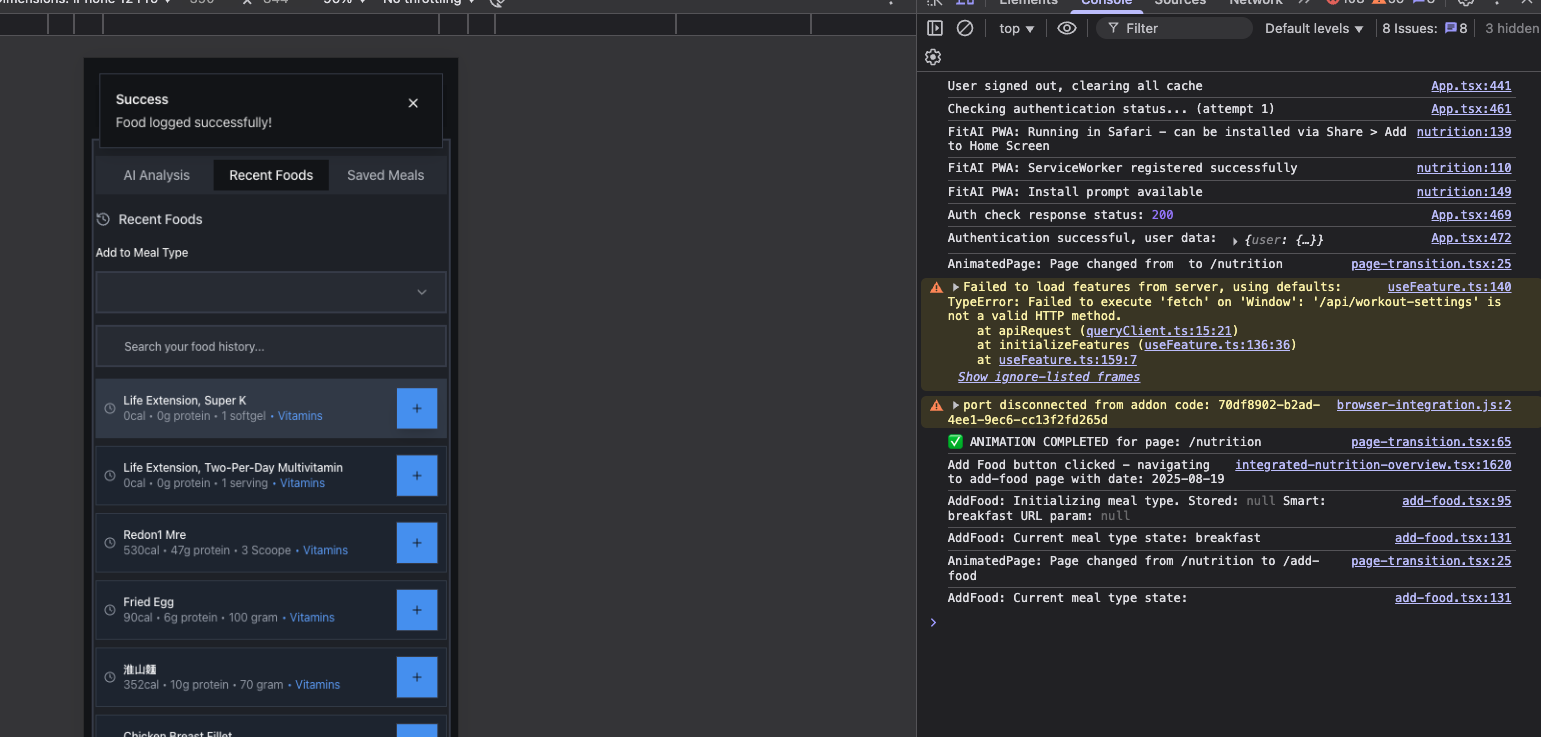 top
Filter
Default levels
8 Issues:
8
3 hidden
Success
Food logged successfully!
AI Analysis
Recent Foods
Saved Meals
Recent Foods
Add to Meal Type
Search your food history...
Life Extension, Super K
0cal • 0g protein • 1 softgel • Vitamins
Life Extension, Two-Per-Day Multivitamin
0cal • 0g protein • 1 serving • Vitamins
Redon1 Mre
530cal • 47g protein • 3 Scoope • Vitamins
Fried Egg
90cal • 6g protein • 100 gram • Vitamins
淮山麵
352cal • 10g protein • 70 gram • Vitamins
Chicken Breast Fillet
User signed out, clearing all cache App.tsx:441
Checking authentication status... (attempt 1) App.tsx:461
FitAI PWA: Running in Safari - can be installed via Share > Add nutrition:139
to Home Screen
FitAI PWA: ServiceWorker registered successfully nutrition:110
FitAI PWA: Install prompt available nutrition:149
Auth check response status: 200 App.tsx:469
Authentication successful, user data: {user: {…}} App.tsx:472
AnimatedPage: Page changed from to /nutrition page-transition.tsx:25
Failed to load features from server, using defaults: useFeature.ts:140
TypeError: Failed to execute 'fetch' on 'Window': '/api/workout-settings' is
not a valid HTTP method.
at apiRequest (queryClient.ts:15:21)
at initializeFeatures (useFeature.ts:136:36)
at useFeature.ts:159:7
Show ignore-listed frames
port disconnected from addon code: 70df8902-b2ad- browser-integration.js:2
4ee1-9ec6-cc13f2fd265d
✅ ANIMATION COMPLETED for page: /nutrition page-transition.tsx:65
Add Food button clicked - navigating integrated-nutrition-overview.tsx:1620
to add-food page with date: 2025-08-19
AddFood: Initializing meal type. Stored: null Smart: add-food.tsx:95
breakfast URL param: null
AddFood: Current meal type state: breakfast add-food.tsx:131
AnimatedPage: Page changed from /nutrition to /add- page-transition.tsx:25
food
AddFood: Current meal type state: add-food.tsx:131